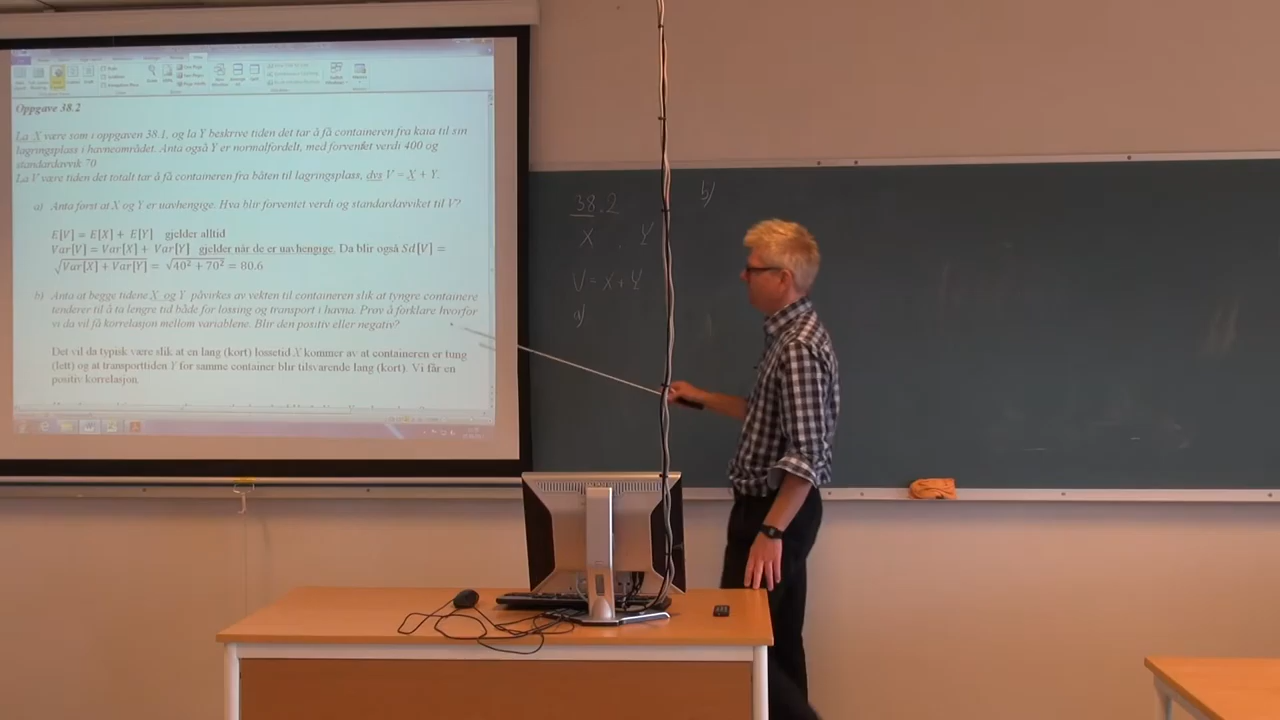 Oppgave 38.2
La X være som i oppgaven 38.1, og la Y beskrive tiden det tar å få containeren fra kaia til sin
lagringsplass i havneområdet. Anta også Y er normalfordelt, med forventet verdi 400 og
standardavvik 70
La V være tiden det totalt tar å få containeren fra båten til lagringsplass, dvs V = X + Y.
a) Anta først at X og Y er uavhengige. Hva blir forventet verdi og standardavviket til V?
E[V] = E[X] + E[Y] gjelder alltid
Var[V] = Var[X] + Var[Y] gjelder når de er uavhengige. Da blir også Sd[V] =
√Var[X] + Var[Y] = √40² + 70² = 80.6
b) Anta at begge tidene X og Y påvirkes av vekten til containeren slik at tyngre containere
tenderer til å ta lengre tid både for lossing og transport i havna. Prøv å forklare hvorfor
vi da vil få korrelasjon mellom variablene. Blir den positiv eller negativ?
Det vil da typisk være slik at en lang (kort) lossetid X kommer av at containeren er tung
(lett) og at transporttiden Y for samme container blir tilsvarende lang (kort). Vi får en
positiv korrelasjon.
38.2
X , Y
V = X + Y
a)
b)